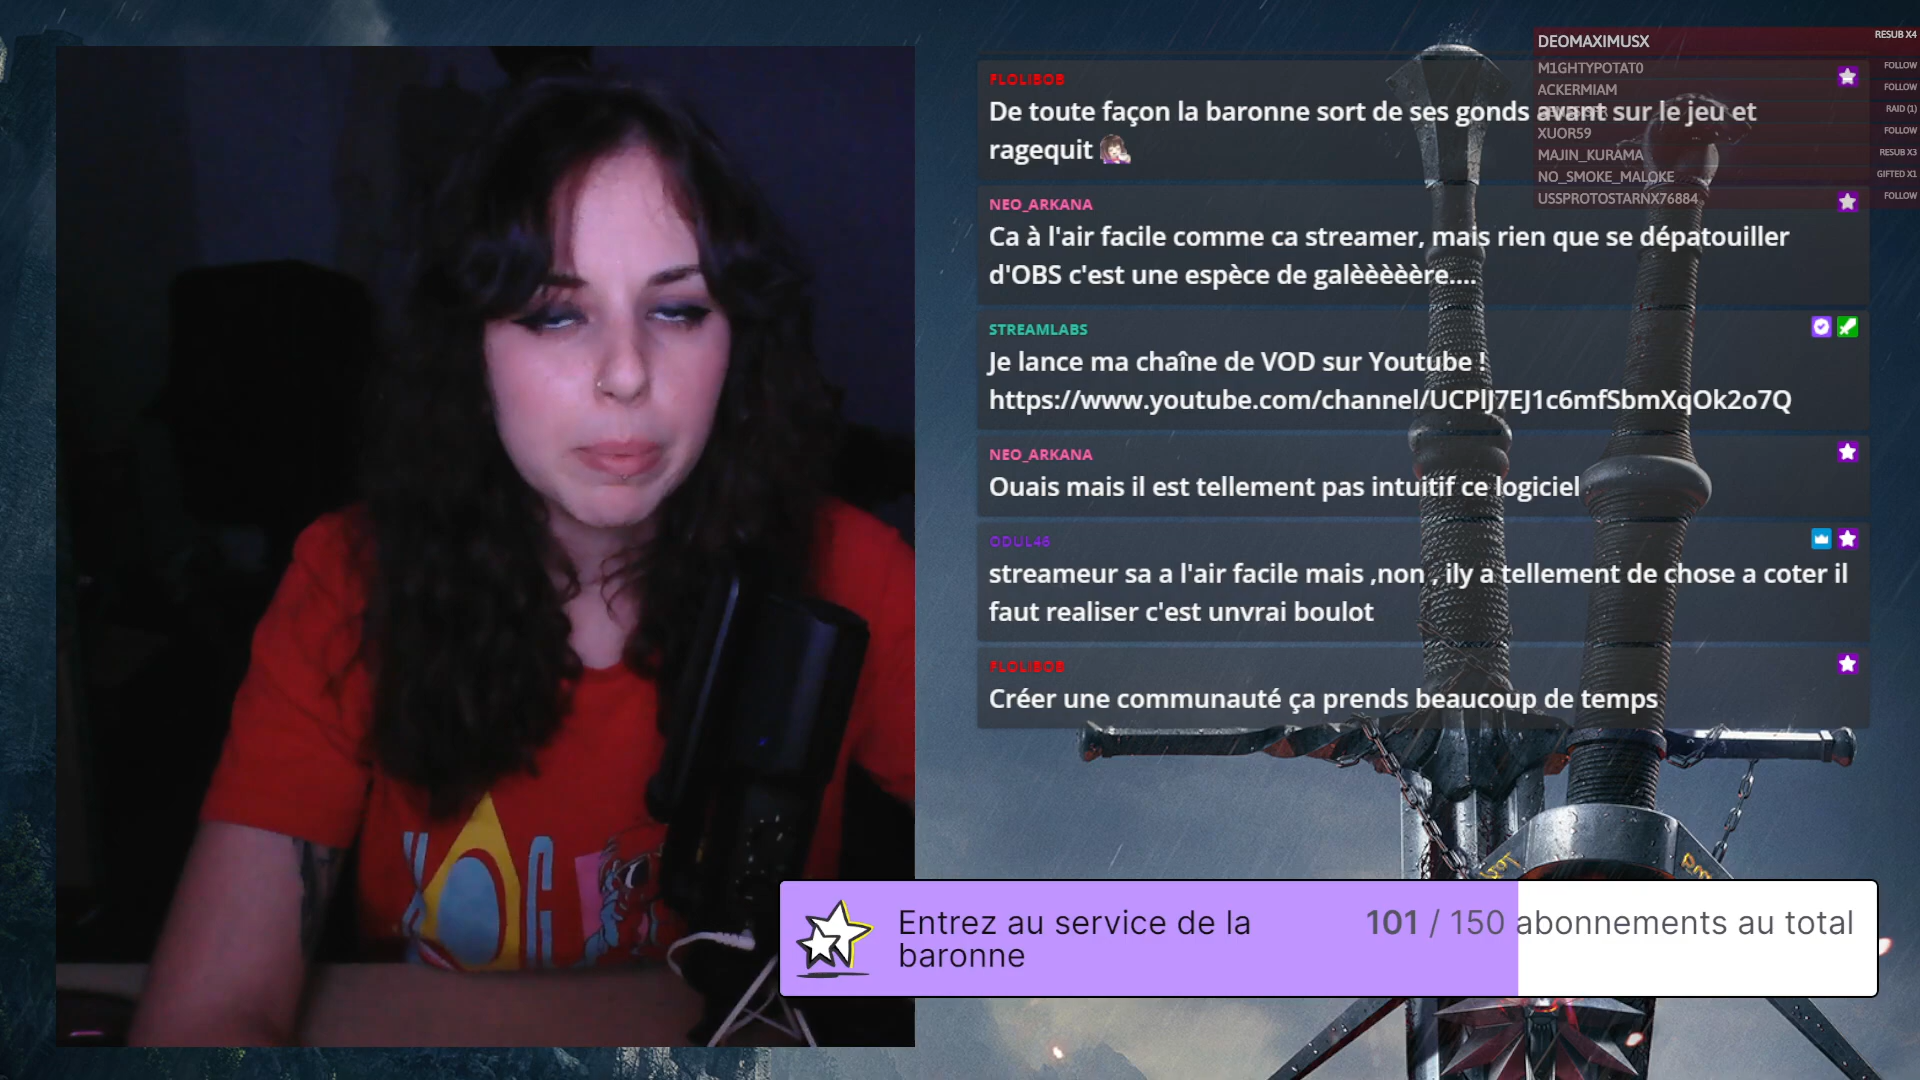 DEOMAXIMUSX RESUB X4
M1GHTYPOTAT0 FOLLOW
ACKERMIAM FOLLOW
RAID (1)
XUOR59 FOLLOW
MAJIN_KURAMA RESUB X3
NO_SMOKE_MALOKE GIFTED X1
USSPROTOSTARNX76884 FOLLOW
FLOLIBOB
De toute façon la baronne sort de ses gonds avant sur le jeu et
ragequit
NEO_ARKANA
Ca à l'air facile comme ca streamer, mais rien que se dépatouiller
d'OBS c'est une espèce de galèèèèère....
STREAMLABS
Je lance ma chaîne de VOD sur Youtube !
https://www.youtube.com/channel/UCPlJ7EJ1c6mfSbmXqOk2o7Q
NEO_ARKANA
Ouais mais il est tellement pas intuitif ce logiciel
ODUL46
streameur sa a l'air facile mais ,non , ily a tellement de chose a coter il
faut realiser c'est unvrai boulot
FLOLIBOB
Créer une communauté ça prends beaucoup de temps
Entrez au service de la
baronne
101 / 150 abonnements au total